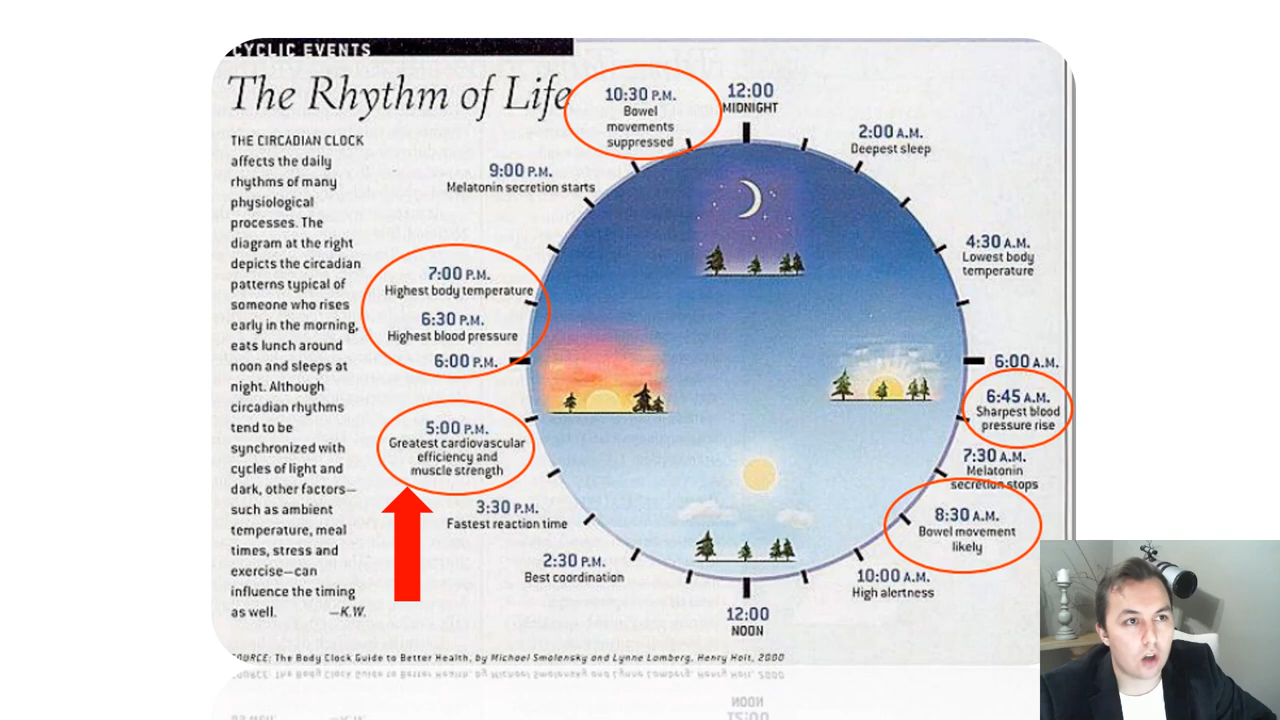 CYCLIC EVENTS
The Rhythm of Life
THE CIRCADIAN CLOCK
affects the daily
rhythms of many
physiological
processes. The
diagram at the right
depicts the circadian
patterns typical of
someone who rises
early in the morning,
eats lunch around
noon and sleeps at
night. Although
circadian rhythms
tend to be
synchronized with
cycles of light and
dark, other factors—
such as ambient
temperature, meal
times, stress and
exercise—can
influence the timing
as well. —K.W.
10:30 P.M.
Bowel
movements
suppressed
12:00
MIDNIGHT
2:00 A.M.
Deepest sleep
9:00 P.M.
Melatonin secretion starts
4:30 A.M.
Lowest body
temperature
7:00 P.M.
Highest body temperature
6:30 P.M.
Highest blood pressure
6:00 P.M.
6:00 A.M.
6:45 A.M.
Sharpest blood
pressure rise
5:00 P.M.
Greatest cardiovascular
efficiency and
muscle strength
7:30 A.M.
Melatonin
secretion stops
3:30 P.M.
Fastest reaction time
8:30 A.M.
Bowel movement
likely
2:30 P.M.
Best coordination
10:00 A.M.
High alertness
12:00
NOON
SOURCE: The Body Clock Guide to Better Health, by Michael Smolensky and Lynne Lamberg. Henry Holt, 2000